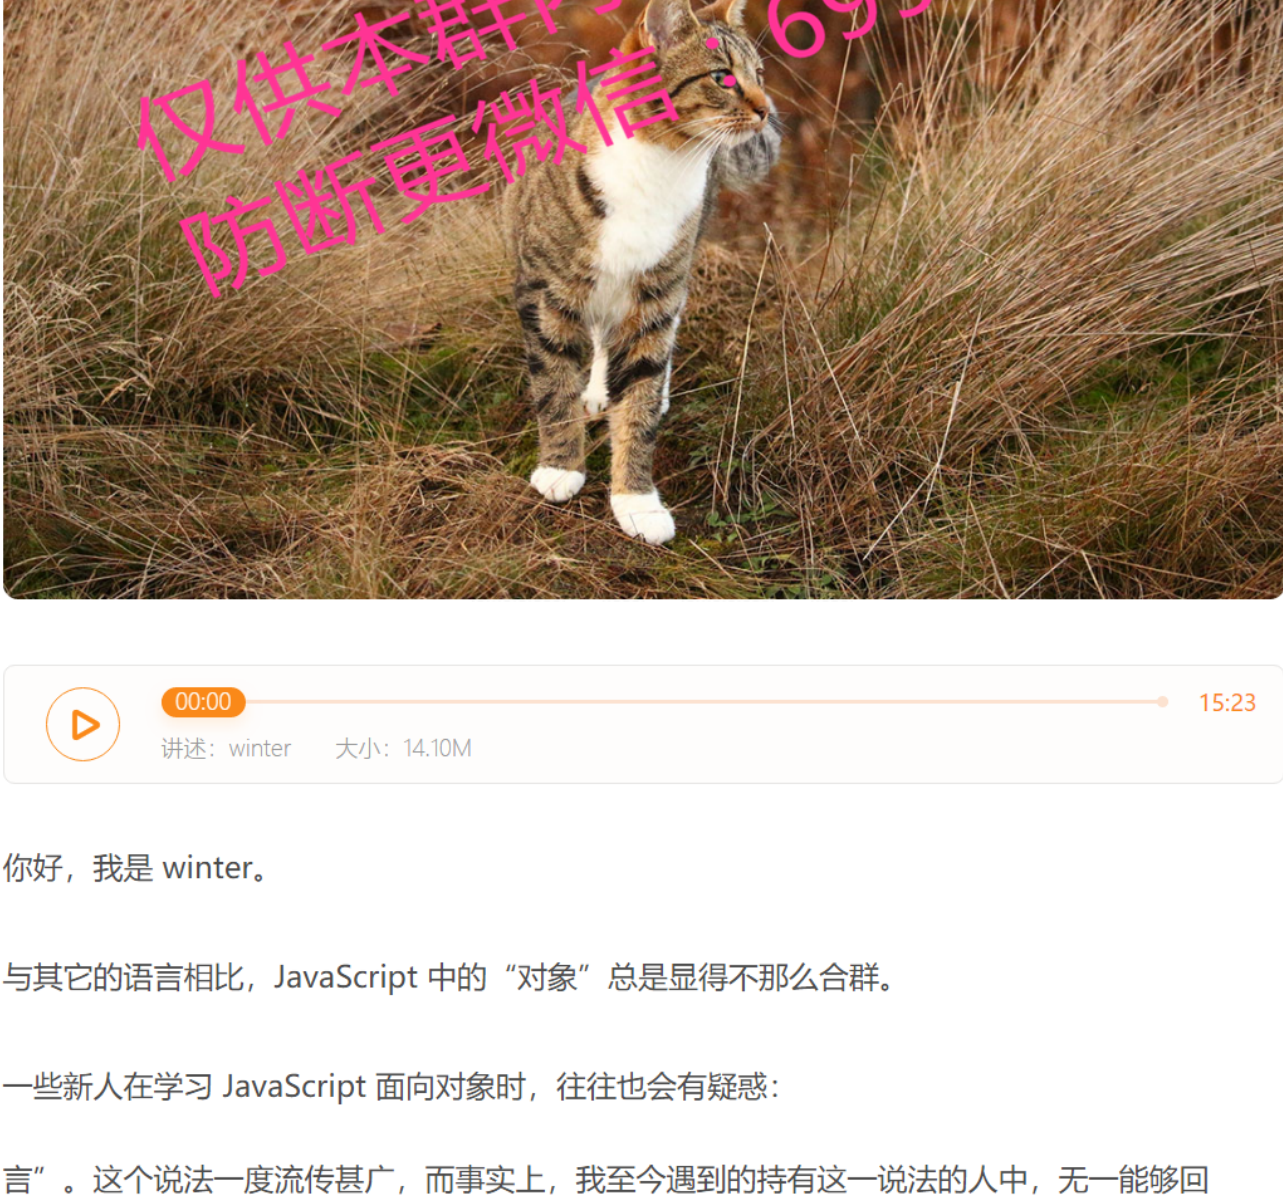 仅供本群内
防断更微信：699
00:00
15:23
讲述：winter 大小：14.10M
你好，我是 winter。
与其它的语言相比，JavaScript 中的“对象”总是显得不那么合群。
一些新人在学习 JavaScript 面向对象时，往往也会有疑惑：
言”。这个说法一度流传甚广，而事实上，我至今遇到的持有这一说法的人中，无一能够回